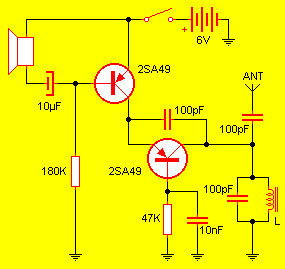 +
6V
2SA49
ANT
10µF
100pF
100pF
180K
2SA49
100pF
L
47K
10nF